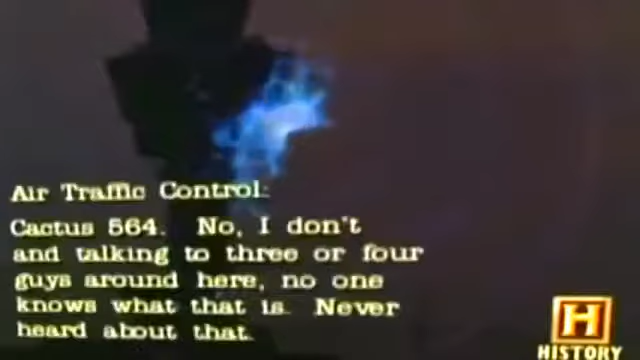 Air Traffic Control:
Cactus 564. No, I don't
and talking to three or four
guys around here, no one
knows what that is. Never
heard about that.
H
HISTORY